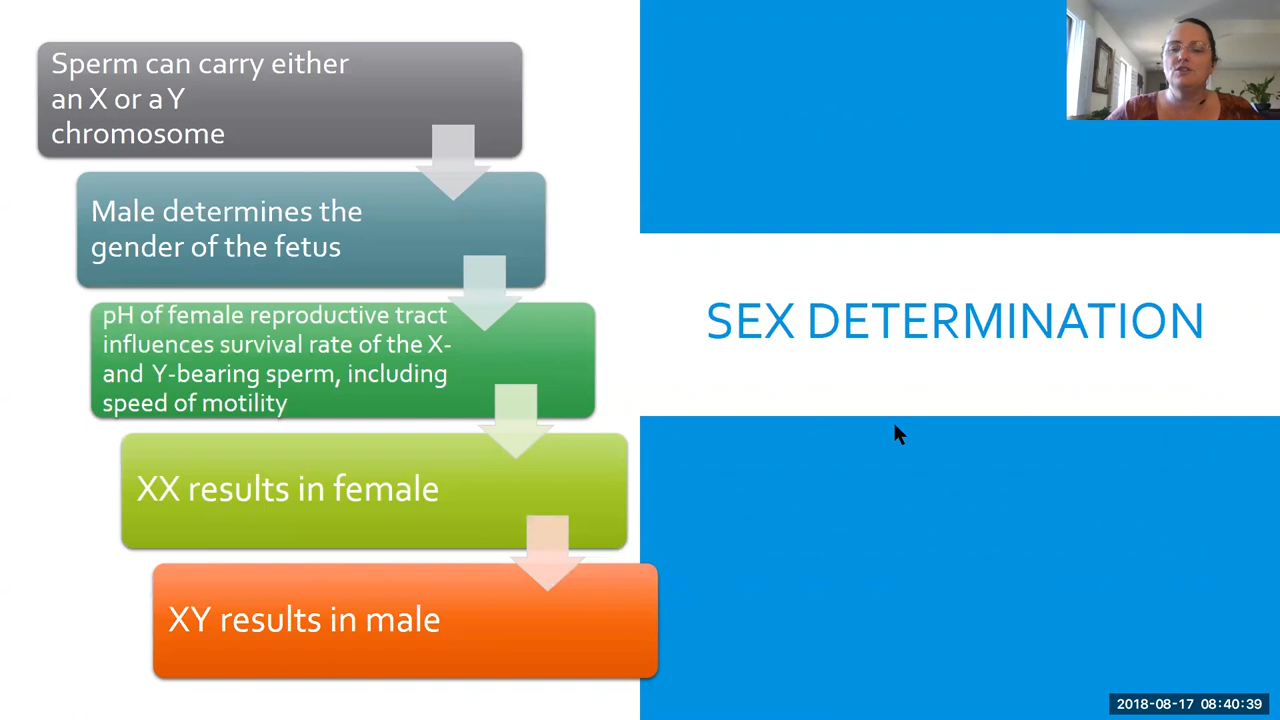 Sperm can carry either
an X or a Y
chromosome
Male determines the
gender of the fetus
pH of female reproductive tract
influences survival rate of the X-
and Y-bearing sperm, including
speed of motility
XX results in female
XY results in male
SEX DETERMINATION
2018-08-17 08:40:39